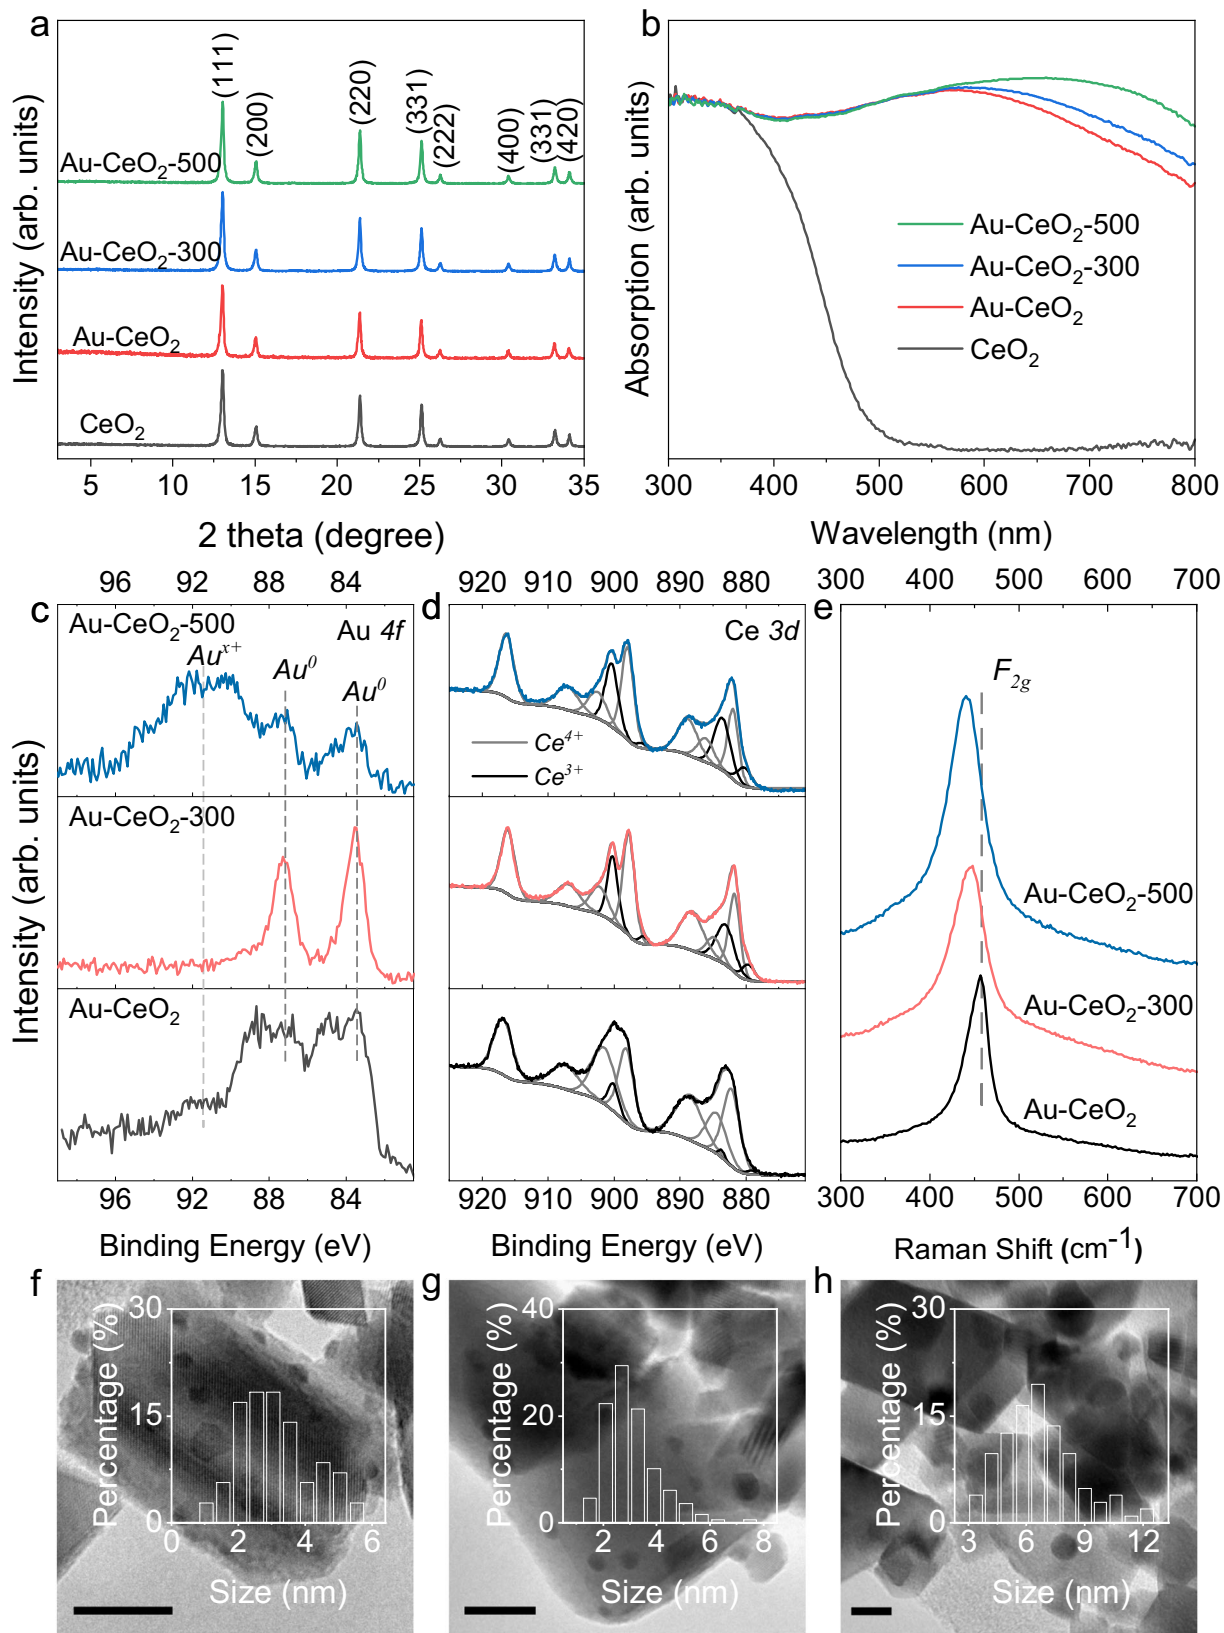 a
(111)
(200)
(220)
(331)
(222)
(400)
(331)
(420)
Au-CeO₂-500
Au-CeO₂-300
Au-CeO₂
CeO₂
Intensity (arb. units)
5 10 15 20 25 30 35
2 theta (degree)
b
Absorption (arb. units)
Au-CeO₂-500
Au-CeO₂-300
Au-CeO₂
CeO₂
300 400 500 600 700 800
Wavelength (nm)
96 92 88 84
c
Au-CeO₂-500
Au 4f
Auˣ⁺
Au⁰
Au⁰
Au-CeO₂-300
Au-CeO₂
Intensity (arb. units)
96 92 88 84
Binding Energy (eV)
920 910 900 890 880
d
Ce 3d
Ce⁴⁺
Ce³⁺
920 910 900 890 880
Binding Energy (eV)
300 400 500 600 700
e
F₂g
Au-CeO₂-500
Au-CeO₂-300
Au-CeO₂
300 400 500 600 700
Raman Shift (cm⁻¹)
f
Percentage (%)
30
15
0
0 2 4 6
Size (nm)
g
Percentage (%)
40
20
0
2 4 6 8
Size (nm)
h
Percentage (%)
30
15
0
3 6 9 12
Size (nm)